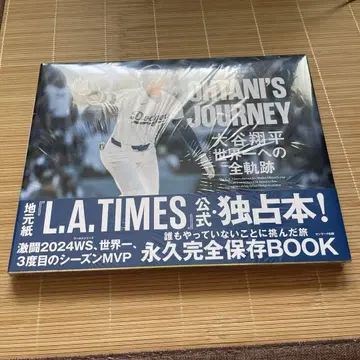 OHTANI'S
JOURNEY
大谷翔平
世界一への
全軌跡
Dodgers
地元紙『L.A.TIMES』公式・独占本!
誰もやっていないことに挑んだ旅
激闘2024WS、世界一、
3度目のシーズンMVP
永久完全保存BOOK